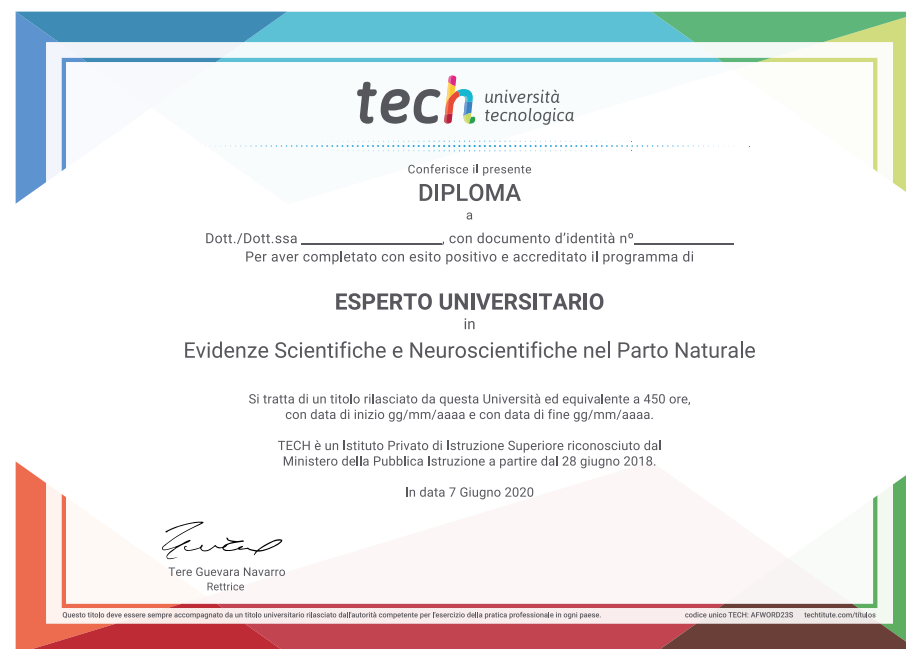 tech università
tecnologica
Conferisce il presente
DIPLOMA
a
Dott./Dott.ssa ____________________, con documento d'identità nº______________
Per aver completato con esito positivo e accreditato il programma di
ESPERTO UNIVERSITARIO
in
Evidenze Scientifiche e Neuroscientifiche nel Parto Naturale
Si tratta di un titolo rilasciato da questa Università ed equivalente a 450 ore,
con data di inizio gg/mm/aaaa e con data di fine gg/mm/aaaa.
TECH è un Istituto Privato di Istruzione Superiore riconosciuto dal
Ministero della Pubblica Istruzione a partire dal 28 giugno 2018.
In data 7 Giugno 2020
Tere Guevara Navarro
Rettrice
Questo titolo deve essere sempre accompagnato da un titolo universitario rilasciato dall'autorità competente per l'esercizio della pratica professionale in ogni paese. codice unico TECH: AFWORD23S techtitute.com/titulos